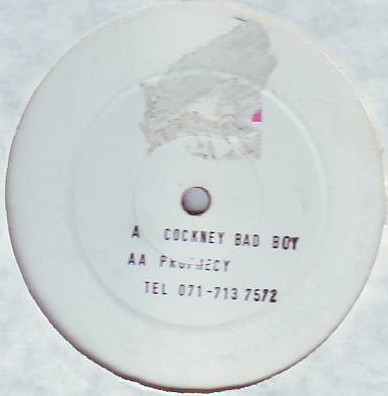 A COCKNEY BAD BOY
AA PROPHECY
TEL 071-713 7572